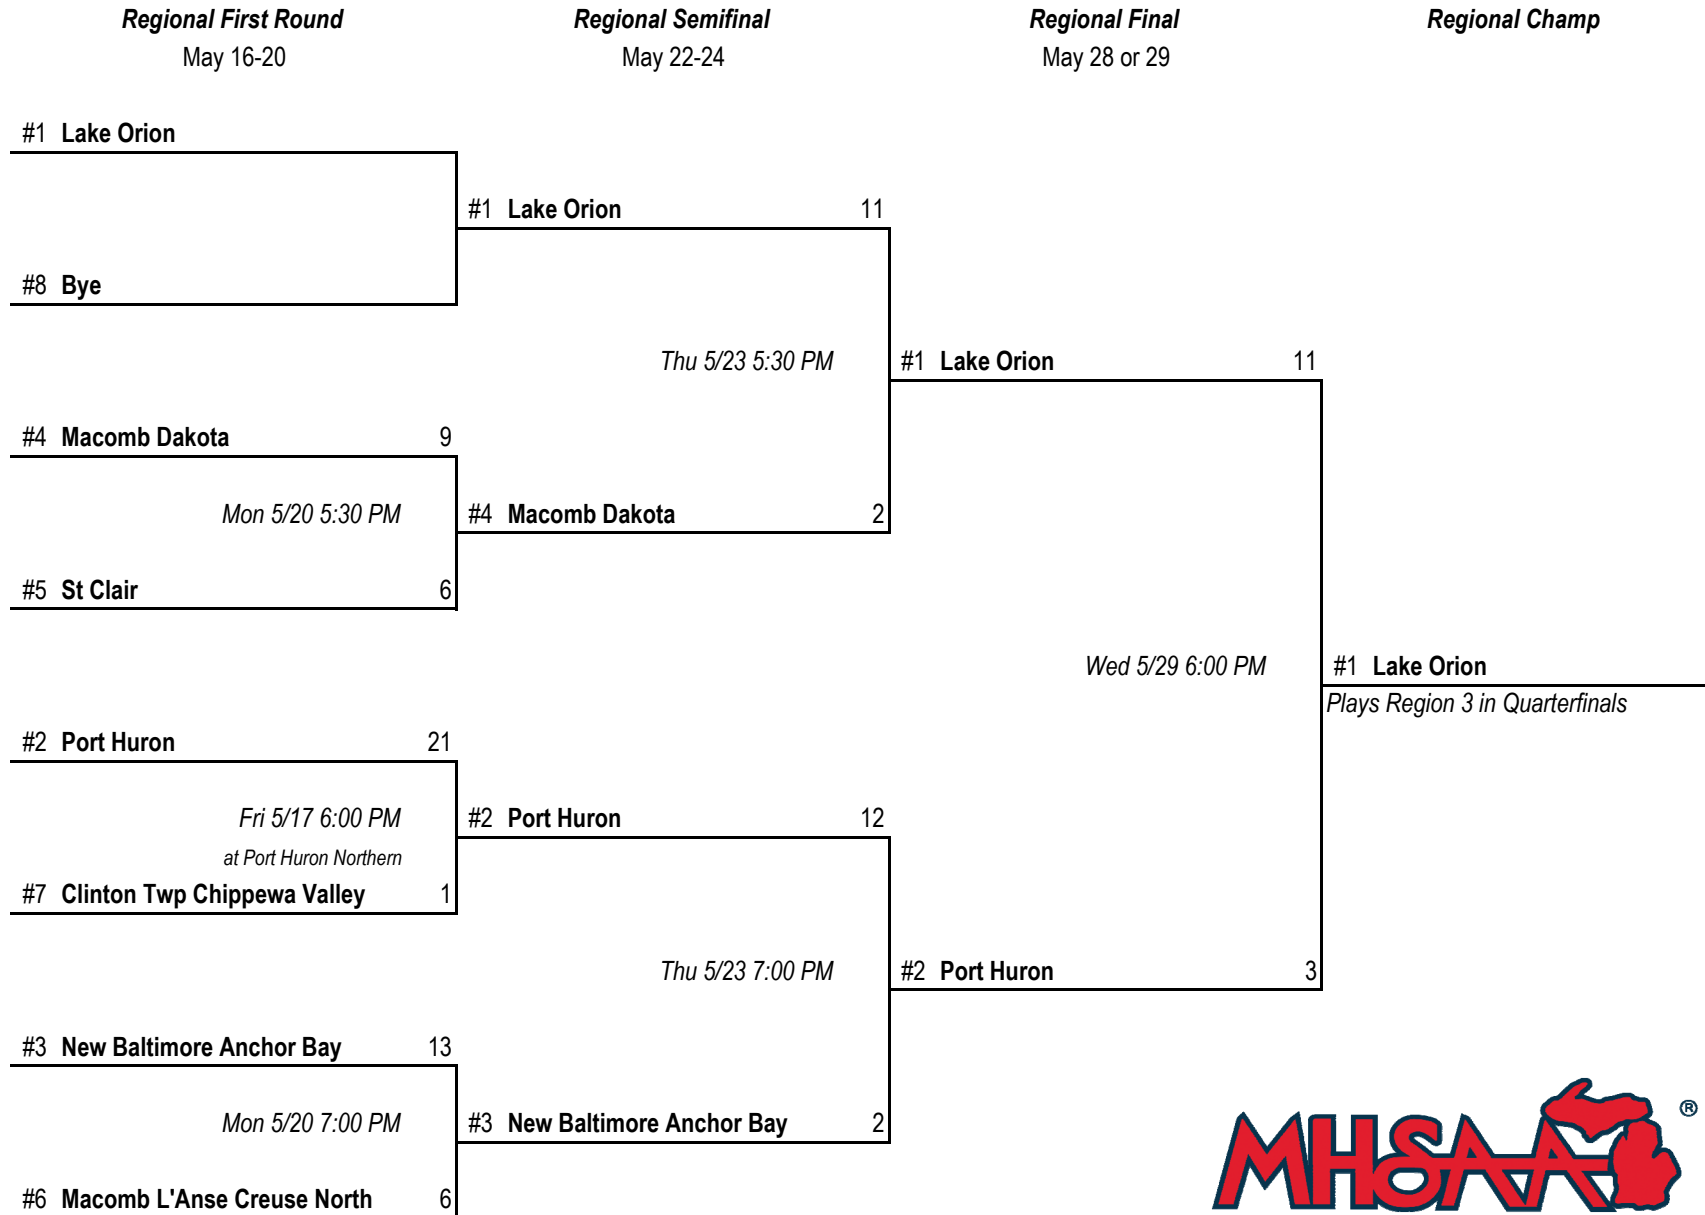 Regional First Round Regional Semifinal Regional Final Regional Champ
May 16-20 May 22-24 May 28 or 29
#1 Lake Orion
#1 Lake Orion 11
#8 Bye
Thu 5/23 5:30 PM #1 Lake Orion 11
#4 Macomb Dakota 9
Mon 5/20 5:30 PM #4 Macomb Dakota 2
#5 St Clair 6
Wed 5/29 6:00 PM #1 Lake Orion
Plays Region 3 in Quarterfinals
#2 Port Huron 21
Fri 5/17 6:00 PM #2 Port Huron 12
at Port Huron Northern
#7 Clinton Twp Chippewa Valley 1
Thu 5/23 7:00 PM #2 Port Huron 3
#3 New Baltimore Anchor Bay 13
Mon 5/20 7:00 PM #3 New Baltimore Anchor Bay 2
MHSAA ®
#6 Macomb L'Anse Creuse North 6